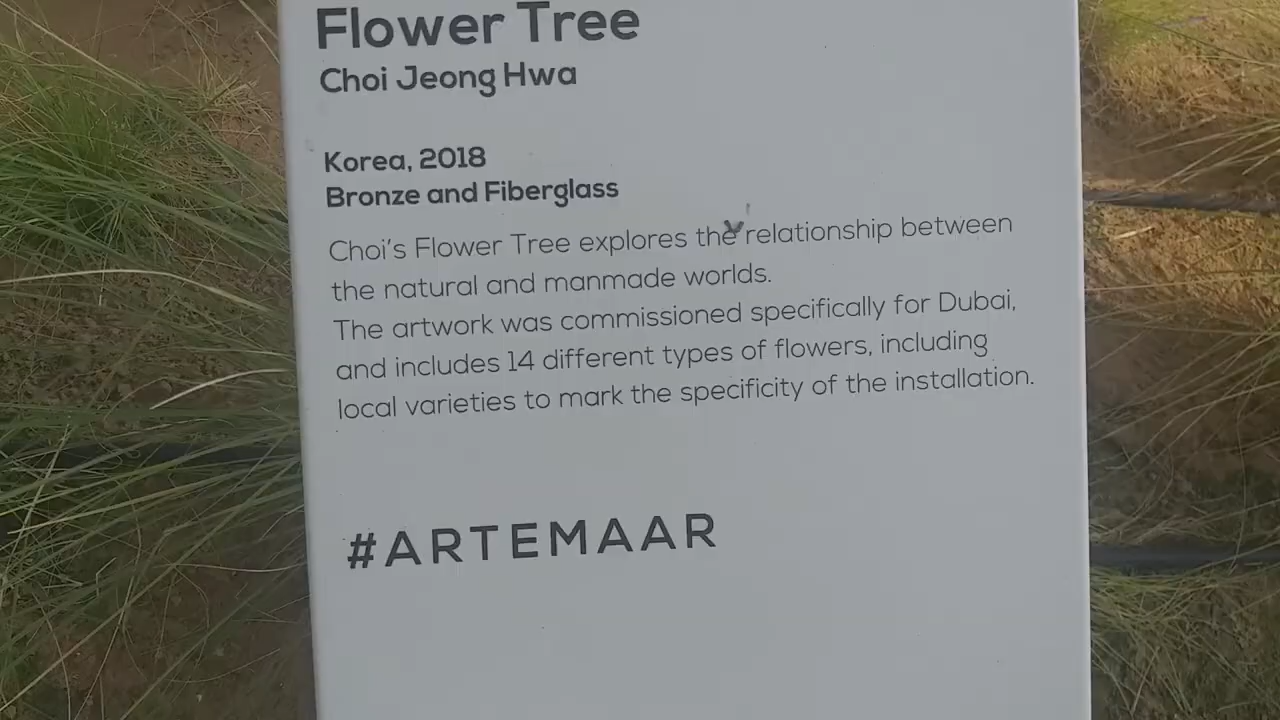 Flower Tree
Choi Jeong Hwa
Korea, 2018
Bronze and Fiberglass
Choi's Flower Tree explores the relationship between
the natural and manmade worlds.
The artwork was commissioned specifically for Dubai,
and includes 14 different types of flowers, including
local varieties to mark the specificity of the installation.
#ARTEMAAR